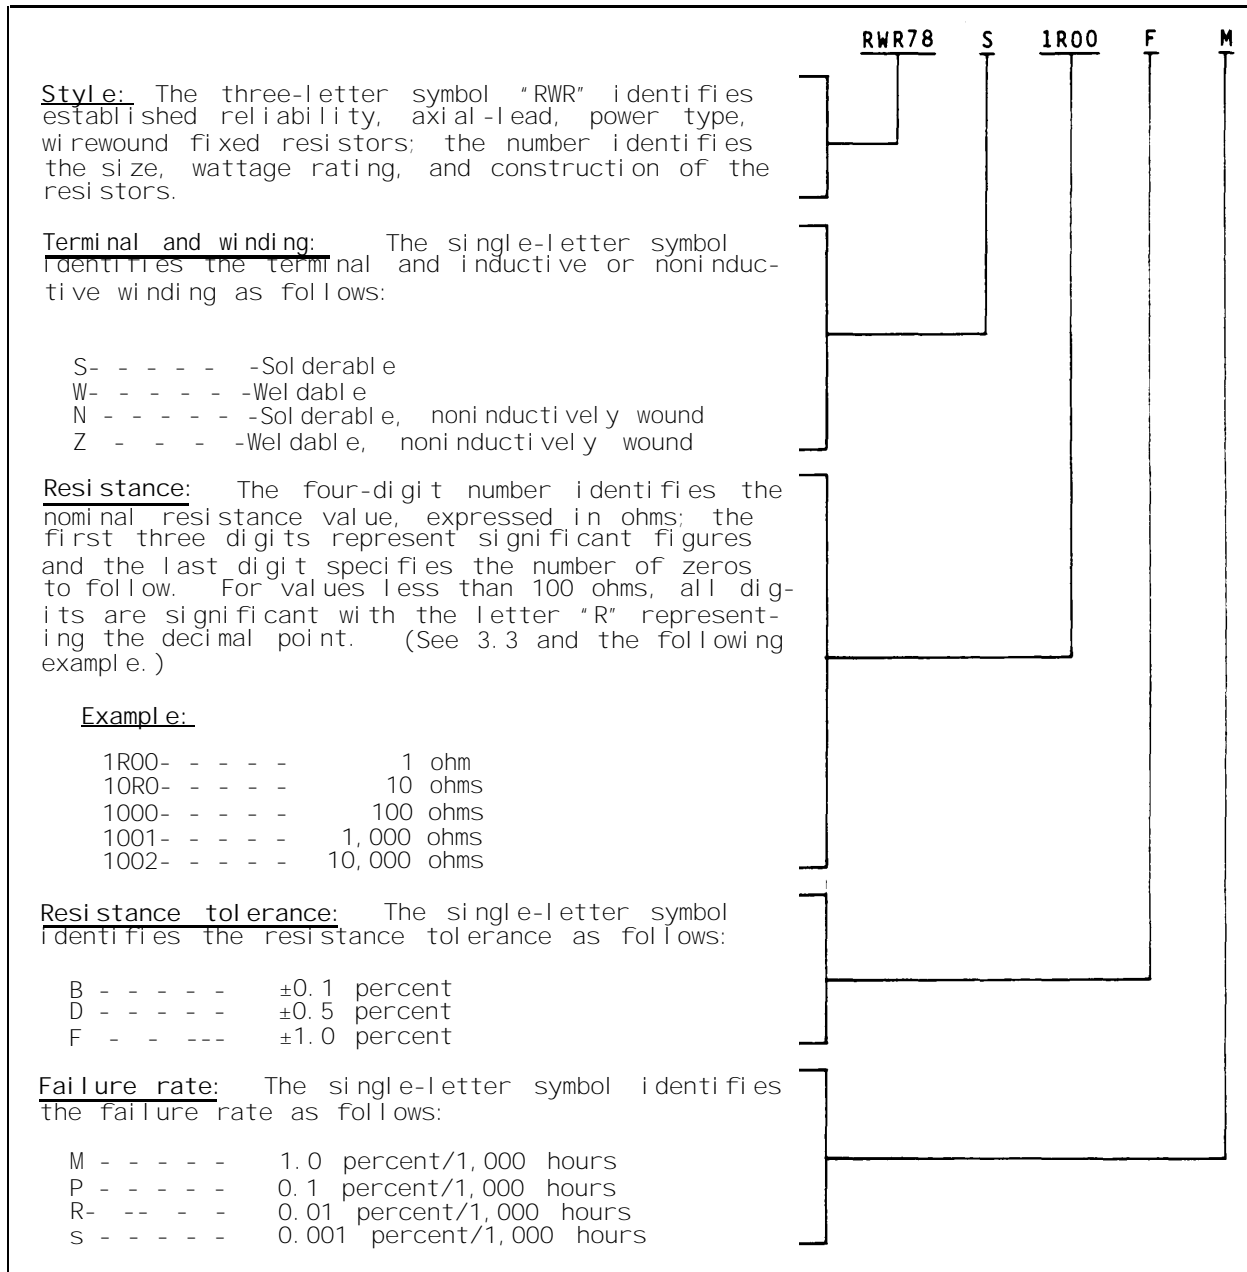 RWR78 S 1R00 F M
Style: The three-letter symbol "RWR" identifies
established reliability, axial-lead, power type,
wirewound fixed resistors; the number identifies
the size, wattage rating, and construction of the
resistors.
Terminal and winding: The single-letter symbol
identifies the terminal and inductive or noninduc-
tive winding as follows:
S- - - - - -Solderable
W- - - - - -Weldable
N - - - - - -Solderable, noninductively wound
Z - - - -Weldable, noninductively wound
Resistance: The four-digit number identifies the
nominal resistance value, expressed in ohms; the
first three digits represent significant figures
and the last digit specifies the number of zeros
to follow. For values less than 100 ohms, all dig-
its are significant with the letter "R" represent-
ing the decimal point. (See 3.3 and the following
example.)
Example:
1R00- - - - - 1 ohm
10R0- - - - - 10 ohms
1000- - - - - 100 ohms
1001- - - - - 1,000 ohms
1002- - - - - 10,000 ohms
Resistance tolerance: The single-letter symbol
identifies the resistance tolerance as follows:
B - - - - - ±0.1 percent
D - - - - - ±0.5 percent
F - - --- ±1.0 percent
Failure rate: The single-letter symbol identifies
the failure rate as follows:
M - - - - - 1.0 percent/1,000 hours
P - - - - - 0.1 percent/1,000 hours
R- -- - - 0.01 percent/1,000 hours
s - - - - - 0.001 percent/1,000 hours